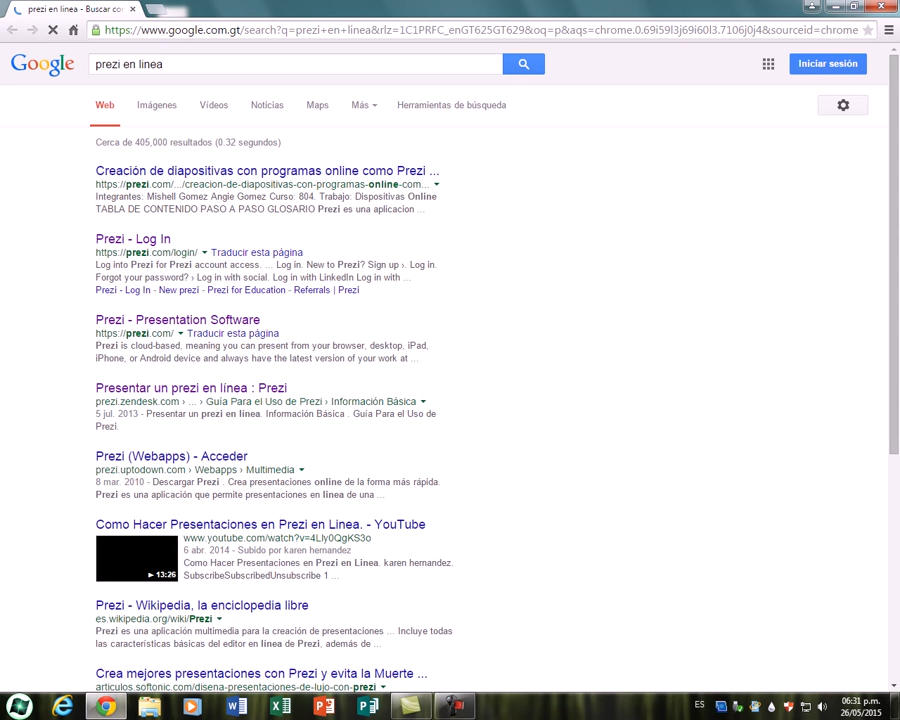 prezi en linea - Buscar co
https://www.google.com.gt/search?q=prezi+en+linea&rlz=1C1PRFC_enGT625GT629&oq=p&aqs=chrome.0.69i59l3j69i60l3.7106j0j4&sourceid=chrome
Google prezi en linea Iniciar sesión
Web Imágenes Vídeos Noticias Maps Más Herramientas de búsqueda
Cerca de 405,000 resultados (0.32 segundos)
Creación de diapositivas con programas online como Prezi ...
https://prezi.com/.../creacion-de-diapositivas-con-programas-online-com...
Integrantes: Mishell Gomez Angie Gomez Curso: 804. Trabajo: Dispositivas Online
TABLA DE CONTENIDO PASO A PASO GLOSARIO Prezi es una aplicacion ...
Prezi - Log In
https://prezi.com/login/ Traducir esta página
Log into Prezi for Prezi account access. ... Log in. New to Prezi? Sign up ›. Log in.
Forgot your password? › Log in with social. Log in with LinkedIn Log in with ...
Prezi - Log In - New prezi - Prezi for Education - Referrals | Prezi
Prezi - Presentation Software
https://prezi.com/ Traducir esta página
Prezi is cloud-based, meaning you can present from your browser, desktop, iPad,
iPhone, or Android device and always have the latest version of your work at ...
Presentar un prezi en línea : Prezi
prezi.zendesk.com › ... › Guía Para el Uso de Prezi › Información Básica
5 jul. 2013 - Presentar un prezi en línea. Información Básica . Guía Para el Uso de
Prezi.
Prezi (Webapps) - Acceder
prezi.uptodown.com › Webapps › Multimedia
8 mar. 2010 - Descargar Prezi . Crea presentaciones online de la forma más rápida.
Prezi es una aplicación que permite presentaciones en línea de una ...
Como Hacer Presentaciones en Prezi en Linea. - YouTube
www.youtube.com/watch?v=4Lly0QgKS3o
6 abr. 2014 - Subido por karen hernandez
Como Hacer Presentaciones en Prezi en Linea. karen hernandez.
13:26 SubscribeSubscribedUnsubscribe 1 ...
Prezi - Wikipedia, la enciclopedia libre
es.wikipedia.org/wiki/Prezi
Prezi es una aplicación multimedia para la creación de presentaciones ... Incluye todas
las características básicas del editor en línea de Prezi, además de ...
Crea mejores presentaciones con Prezi y evita la Muerte ...
articulos.softonic.com/disena-presentaciones-de-lujo-con-prezi
ES 06:31 p.m.
26/05/2015